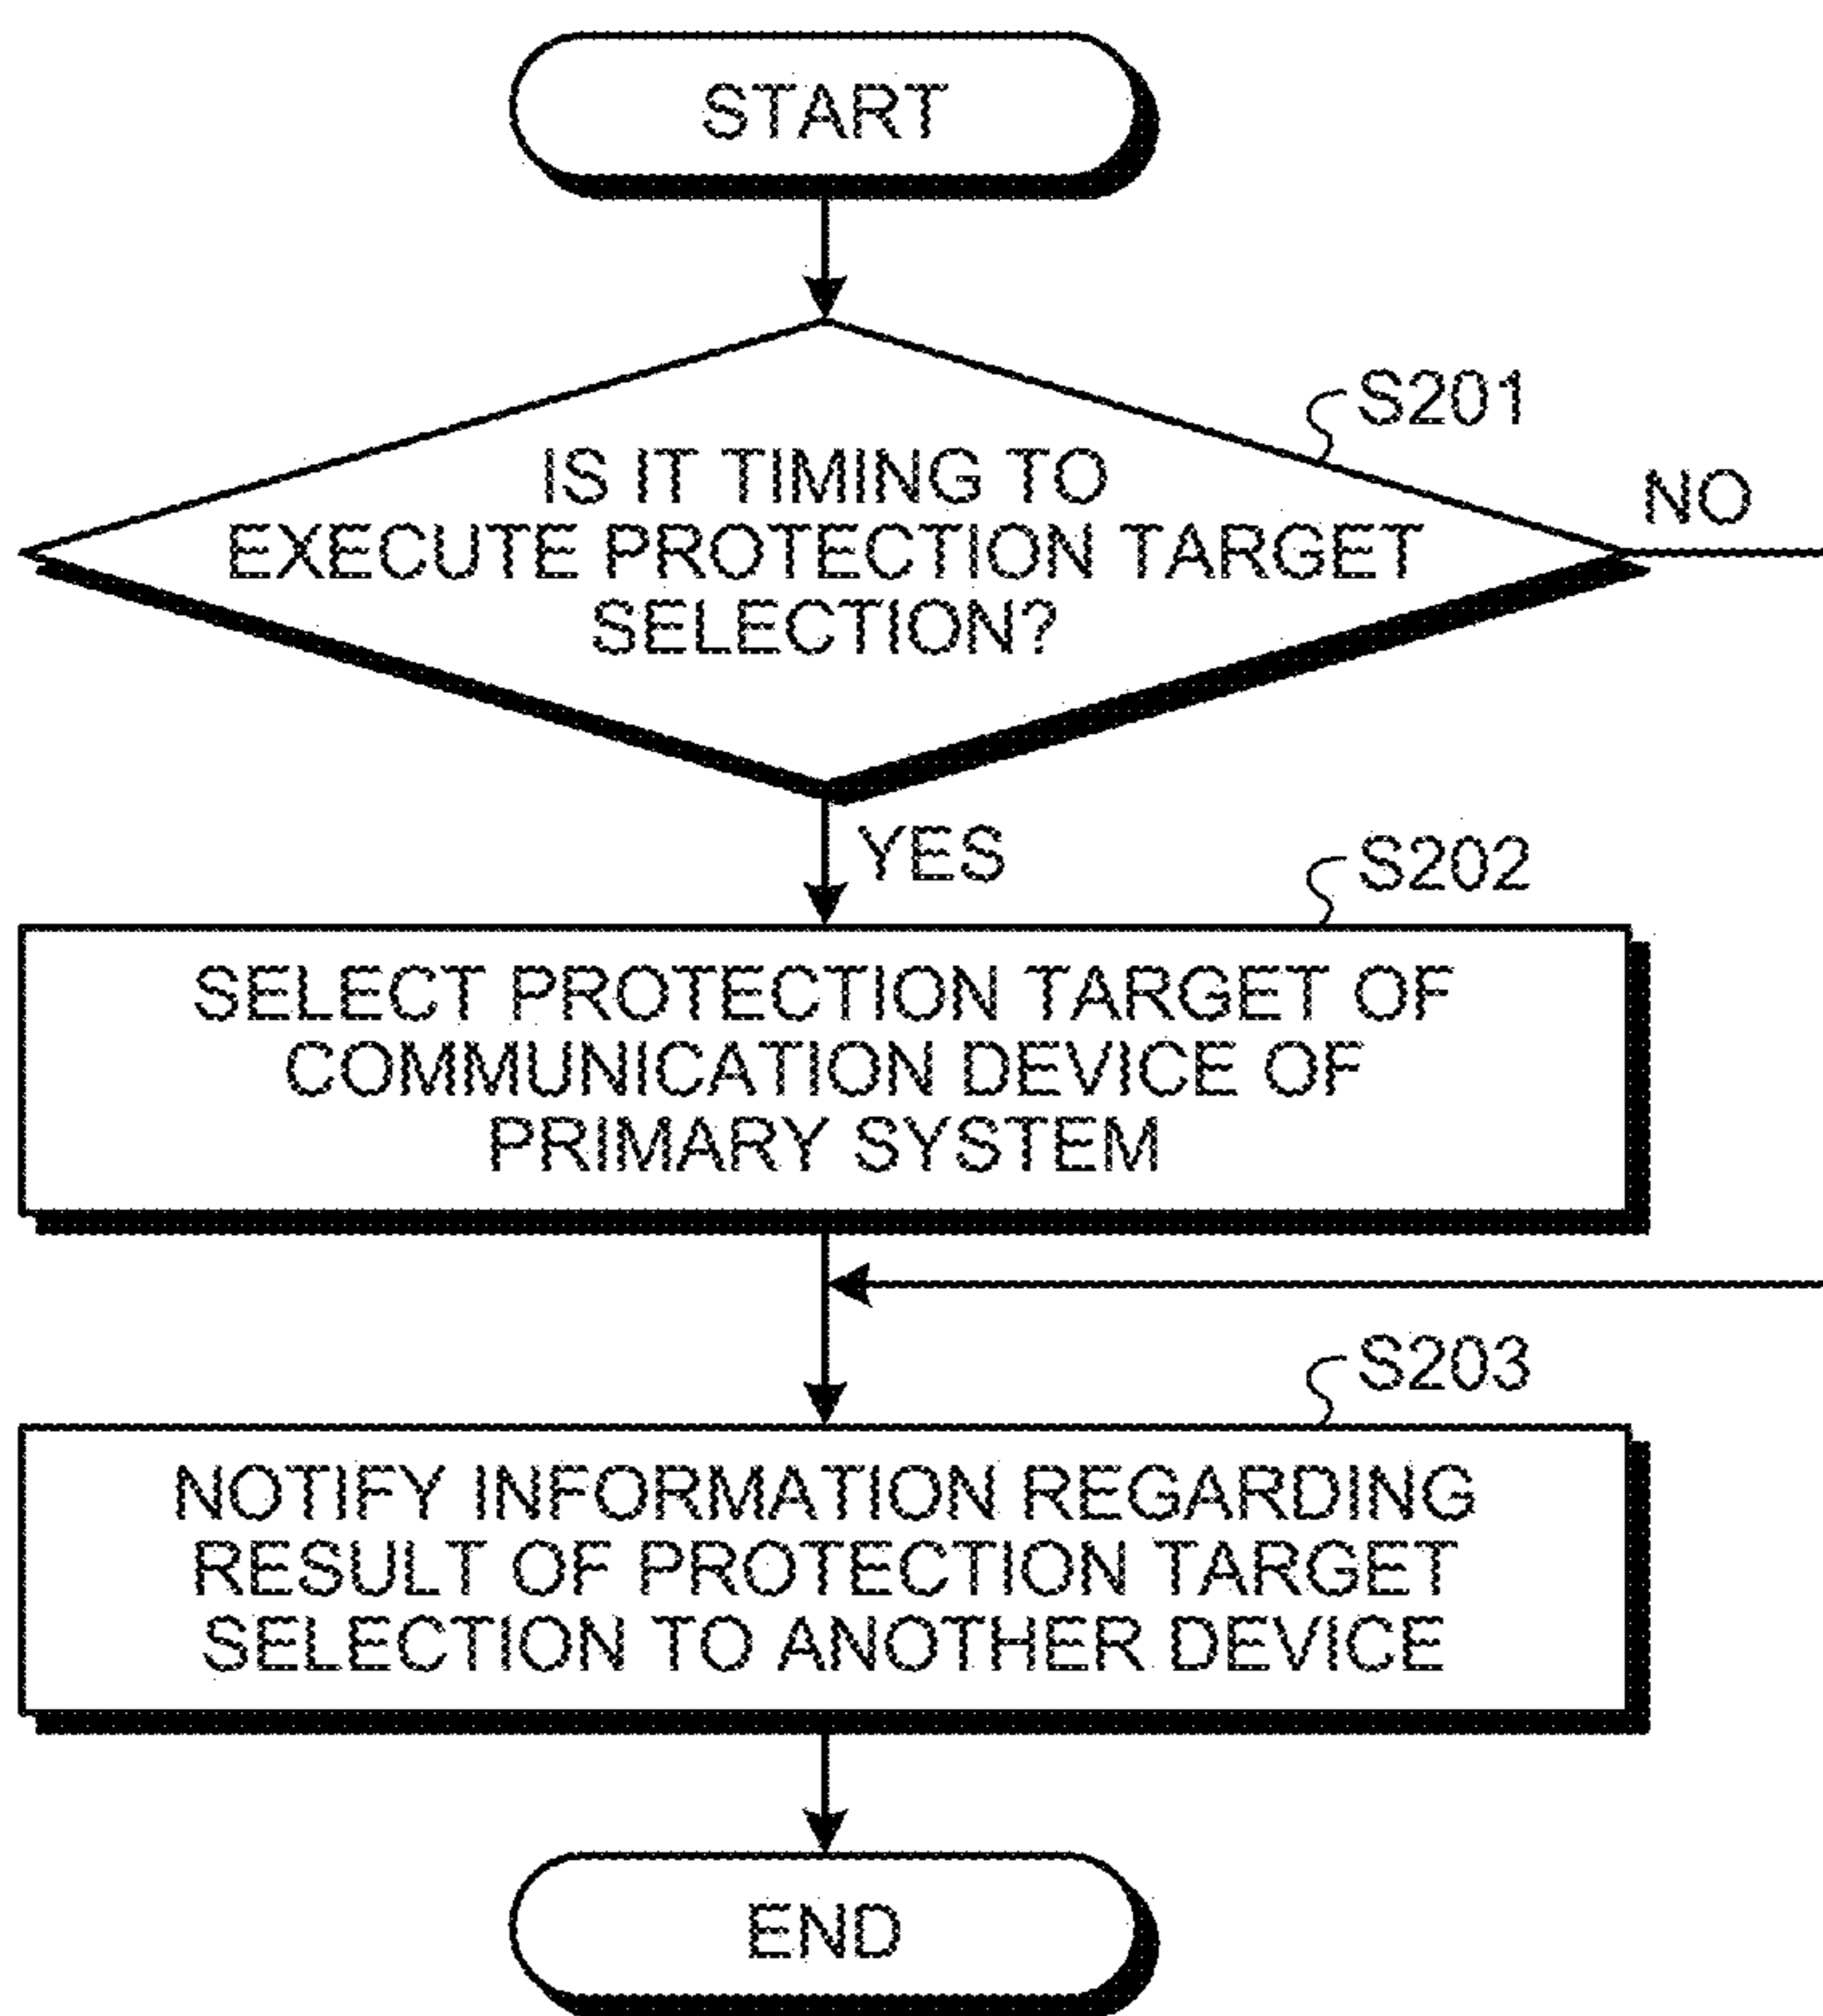 START
S201
IS IT TIMING TO
EXECUTE PROTECTION TARGET
SELECTION?
NO
YES
S202
SELECT PROTECTION TARGET OF
COMMUNICATION DEVICE OF
PRIMARY SYSTEM
S203
NOTIFY INFORMATION REGARDING
RESULT OF PROTECTION TARGET
SELECTION TO ANOTHER DEVICE
END